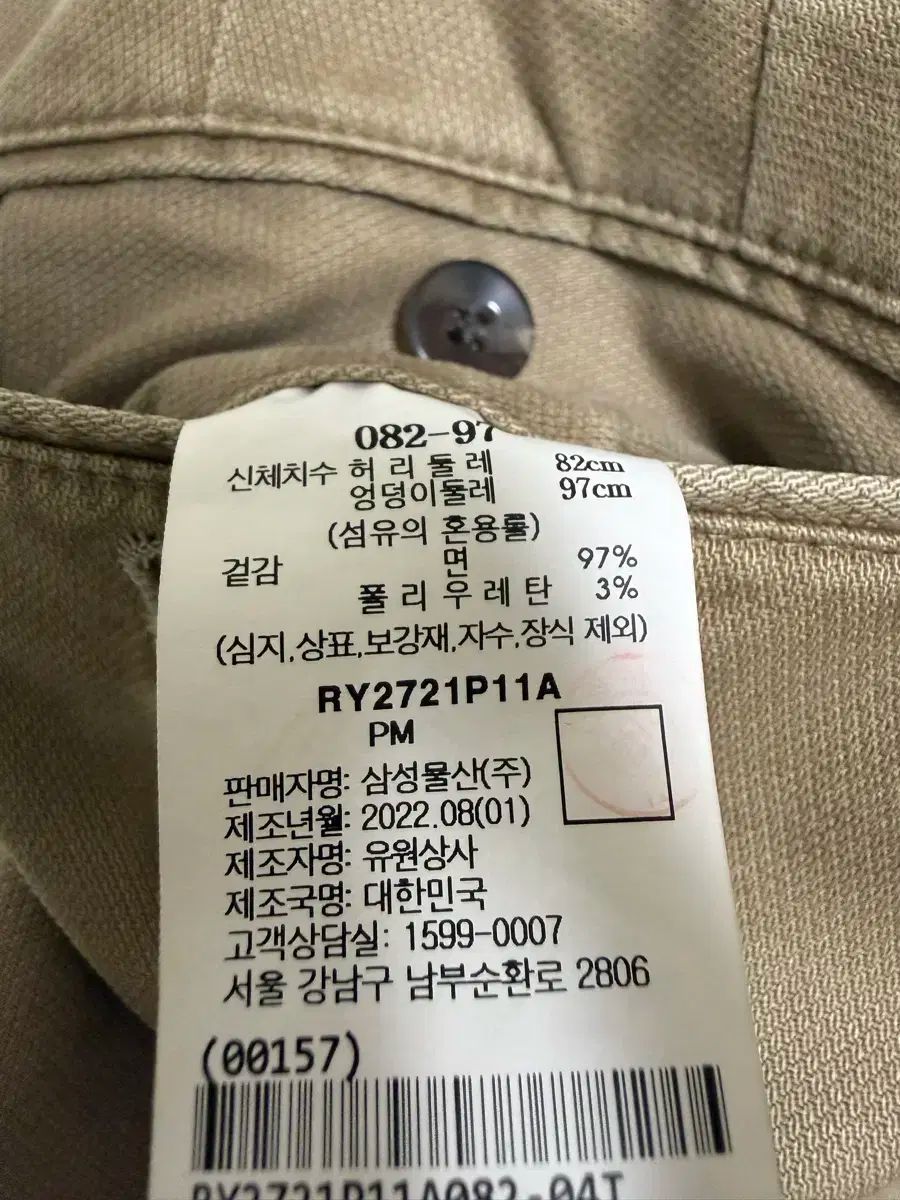 082-97
신체치수 허리둘레 82cm
엉덩이둘레 97cm
(섬유의 혼용률)
겉감 면 97%
폴리우레탄 3%
(심지,상표,보강재,자수,장식 제외)
RY2721P11A
PM
판매자명: 삼성물산(주)
제조년월: 2022.08(01)
제조자명: 유원상사
제조국명: 대한민국
고객상담실: 1599-0007
서울 강남구 남부순환로 2806
(00157)
RY2721P11A082-04T